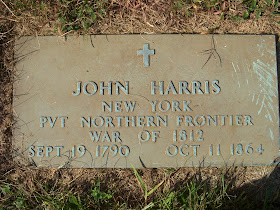 JOHN HARRIS
NEW YORK
PVT NORTHERN FRONTIER
WAR OF 1812
SEPT 19 1790 OCT 11 1864